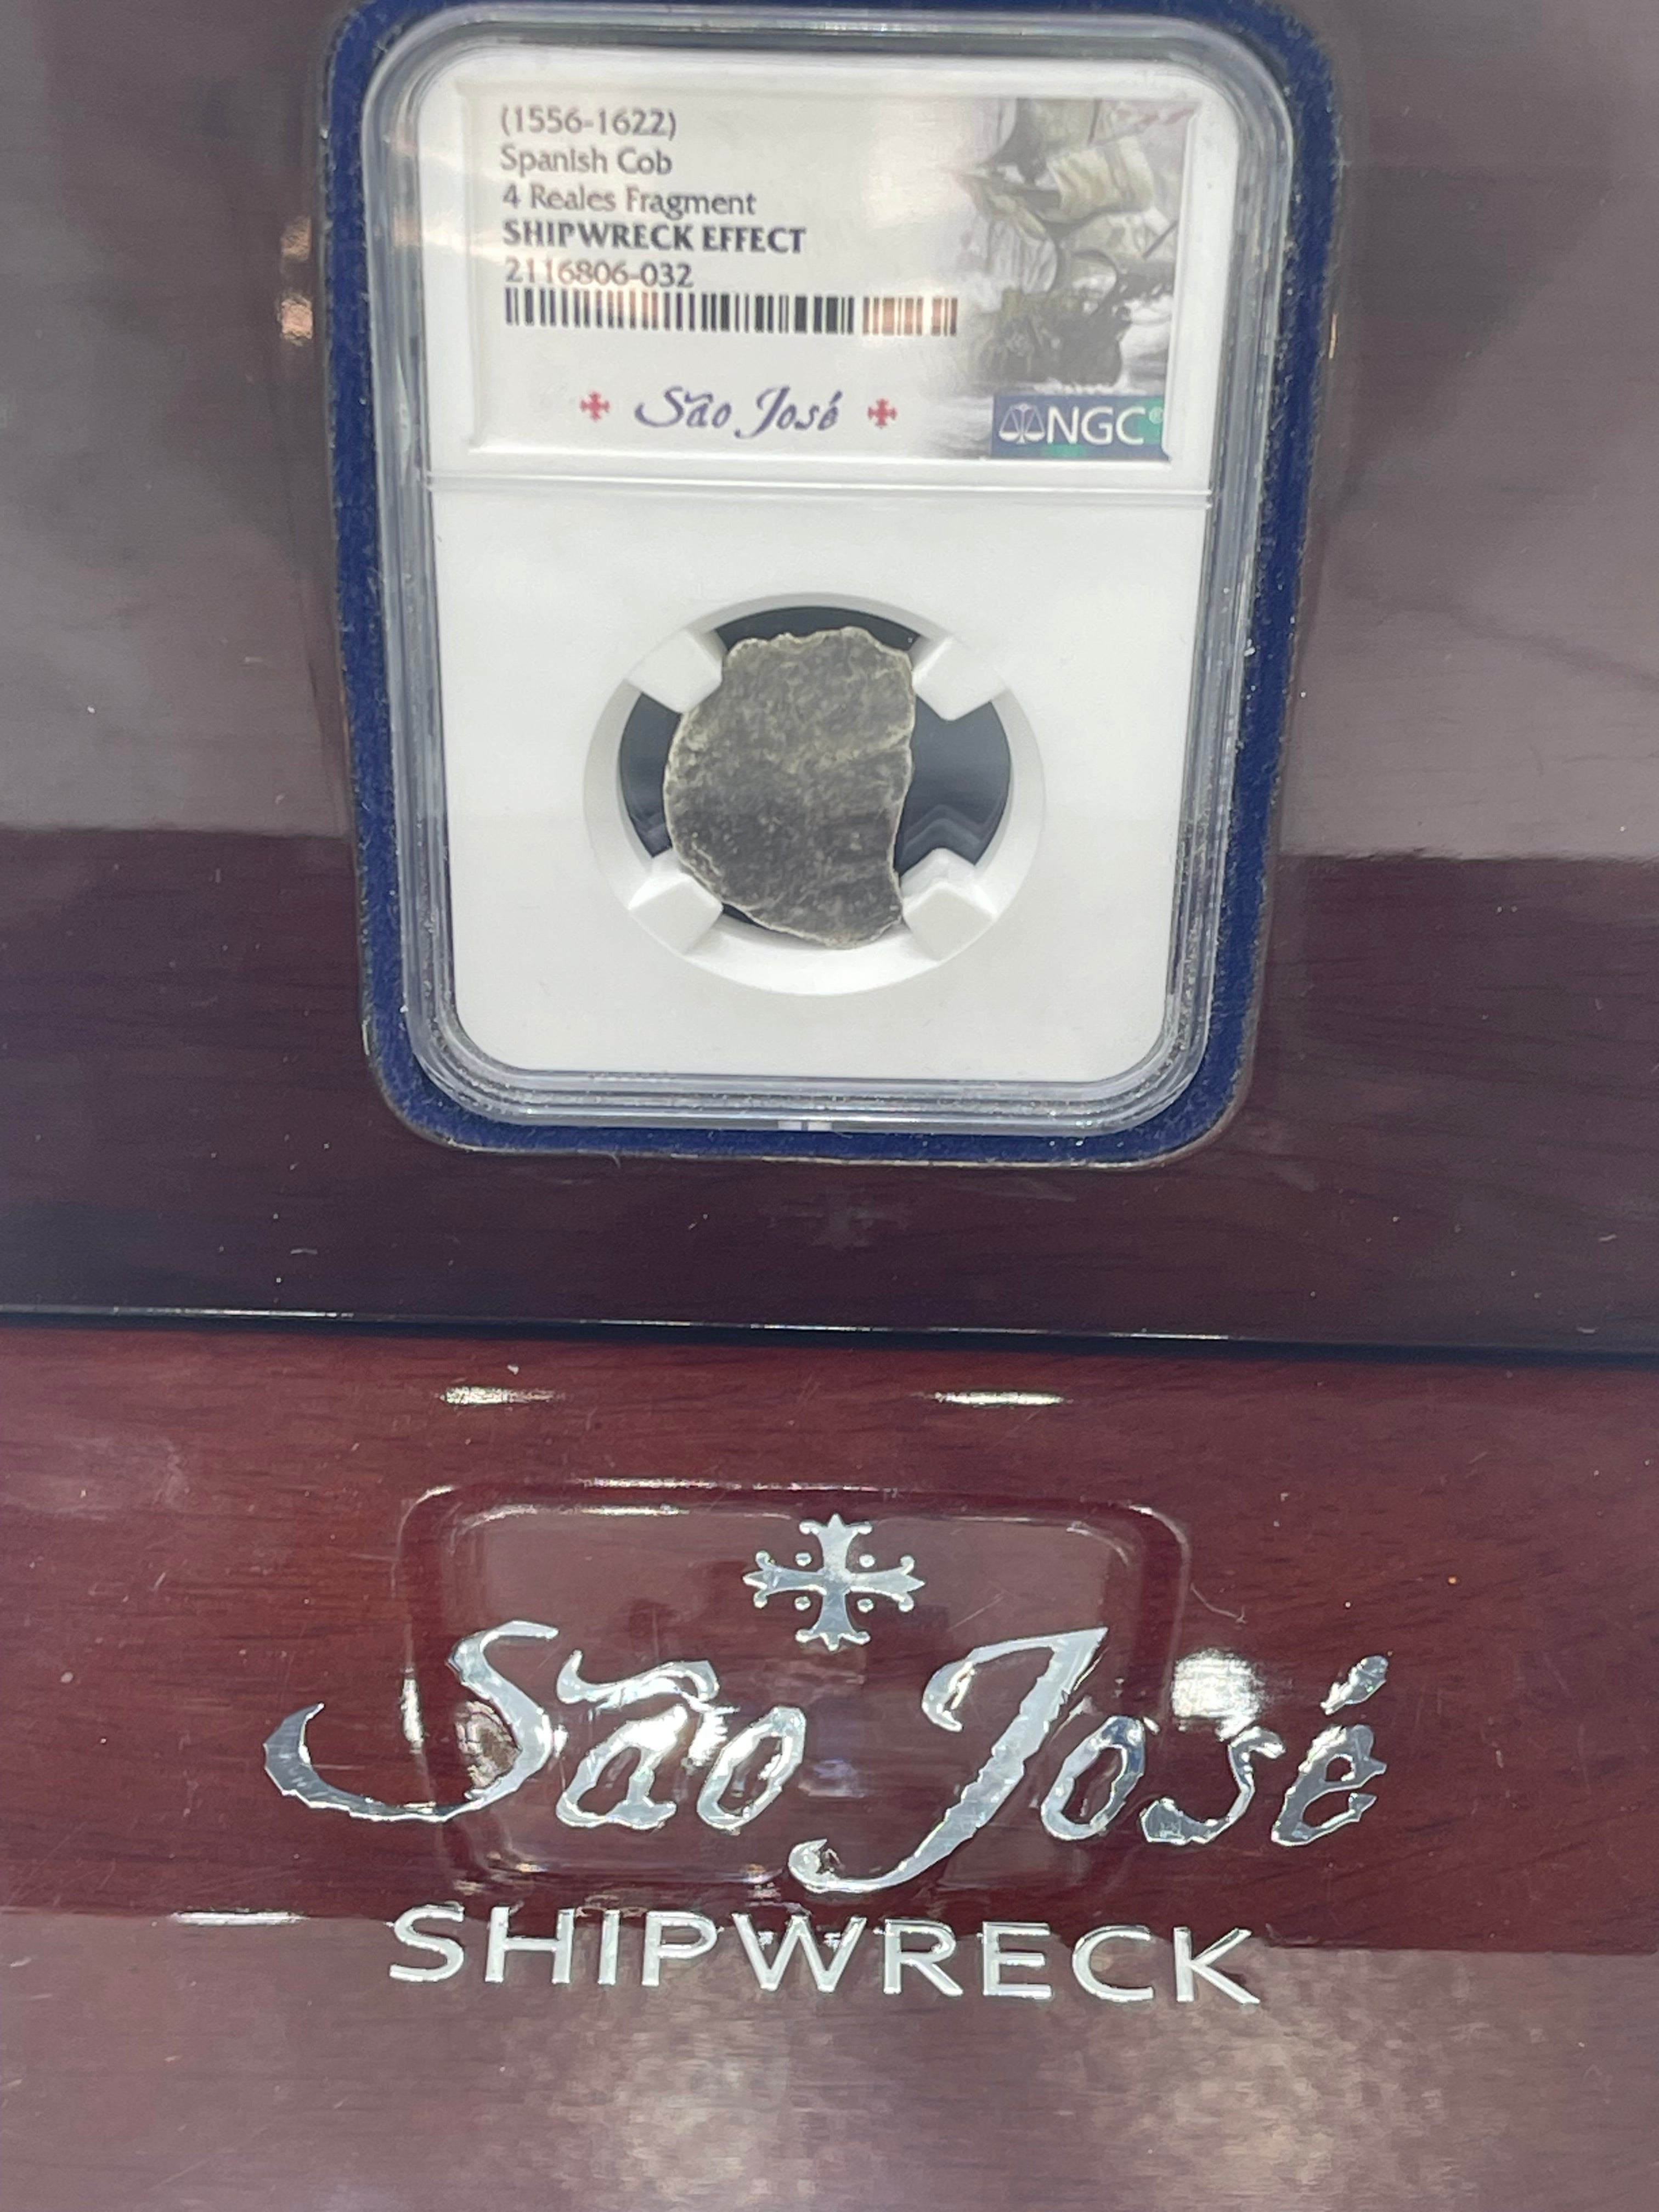 (1556-1622)
Spanish Cob
4 Reales Fragment
SHIPWRECK EFFECT
2116806-032
São José
NGC®
São José
SHIPWRECK